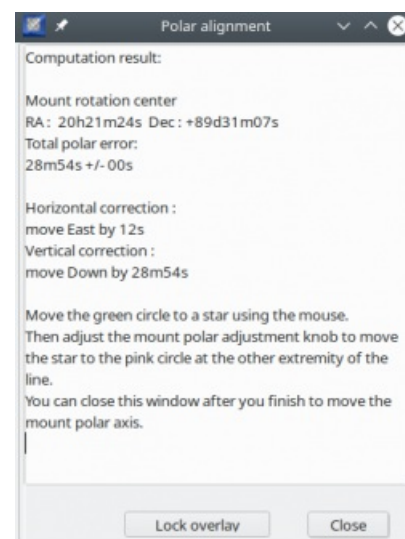 Polar alignment
Computation result:
Mount rotation center
RA : 20h21m24s Dec : +89d31m07s
Total polar error:
28m54s +/- 00s
Horizontal correction :
move East by 12s
Vertical correction :
move Down by 28m54s
Move the green circle to a star using the mouse.
Then adjust the mount polar adjustment knob to move
the star to the pink circle at the other extremity of the
line.
You can close this window after you finish to move the
mount polar axis.
Lock overlay
Close